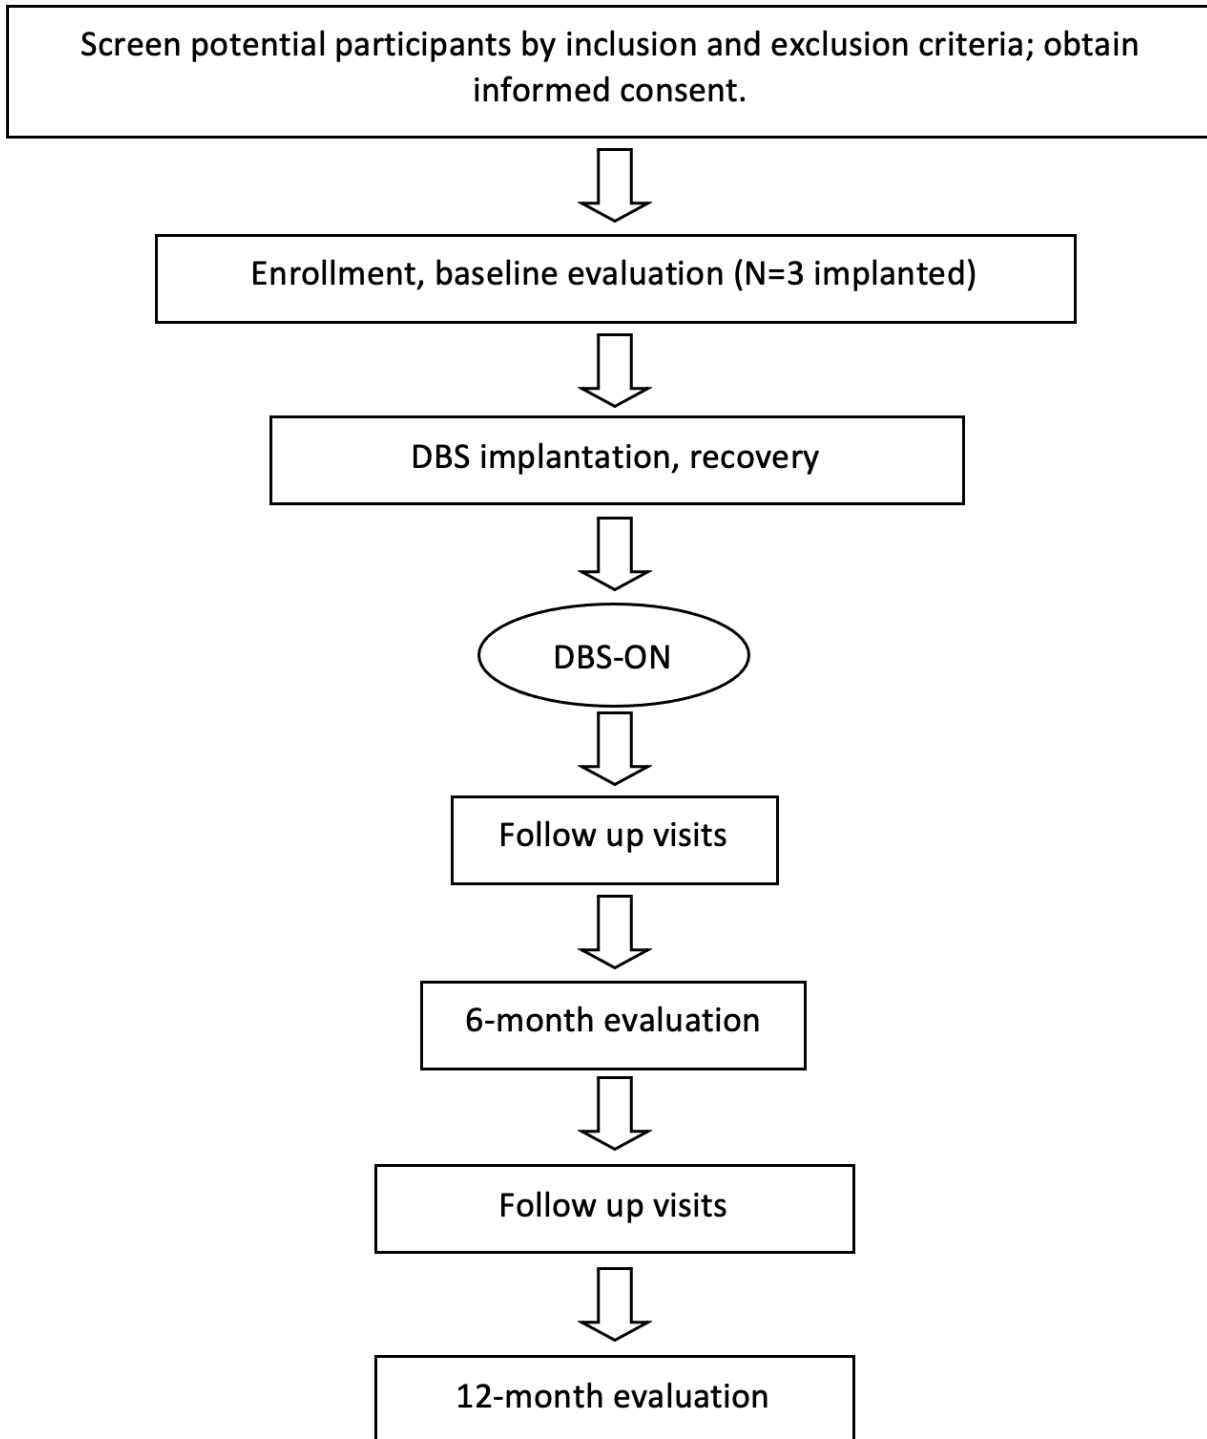 Screen potential participants by inclusion and exclusion criteria; obtain
informed consent.
Enrollment, baseline evaluation (N=3 implanted)
DBS implantation, recovery
DBS-ON
Follow up visits
6-month evaluation
Follow up visits
12-month evaluation